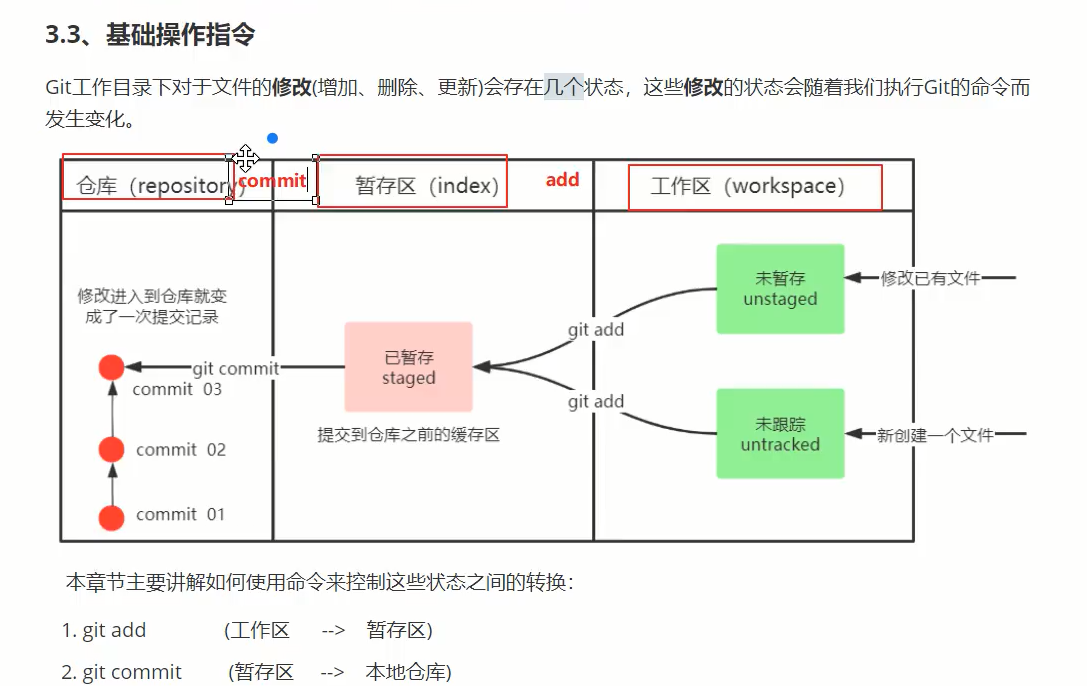 3.3、基础操作指令
Git工作目录下对于文件的修改(增加、删除、更新)会存在几个状态，这些修改的状态会随着我们执行Git的命令而
发生变化。
仓库（repository）
commit
暂存区（index）
add
工作区（workspace）
修改进入到仓库就变
成了一次提交记录
git commit
commit 03
commit 02
commit 01
已暂存
staged
提交到仓库之前的缓存区
git add
git add
未暂存
unstaged
修改已有文件
未跟踪
untracked
新创建一个文件
本章节主要讲解如何使用命令来控制这些状态之间的转换：
1. git add (工作区 --> 暂存区)
2. git commit (暂存区 --> 本地仓库)